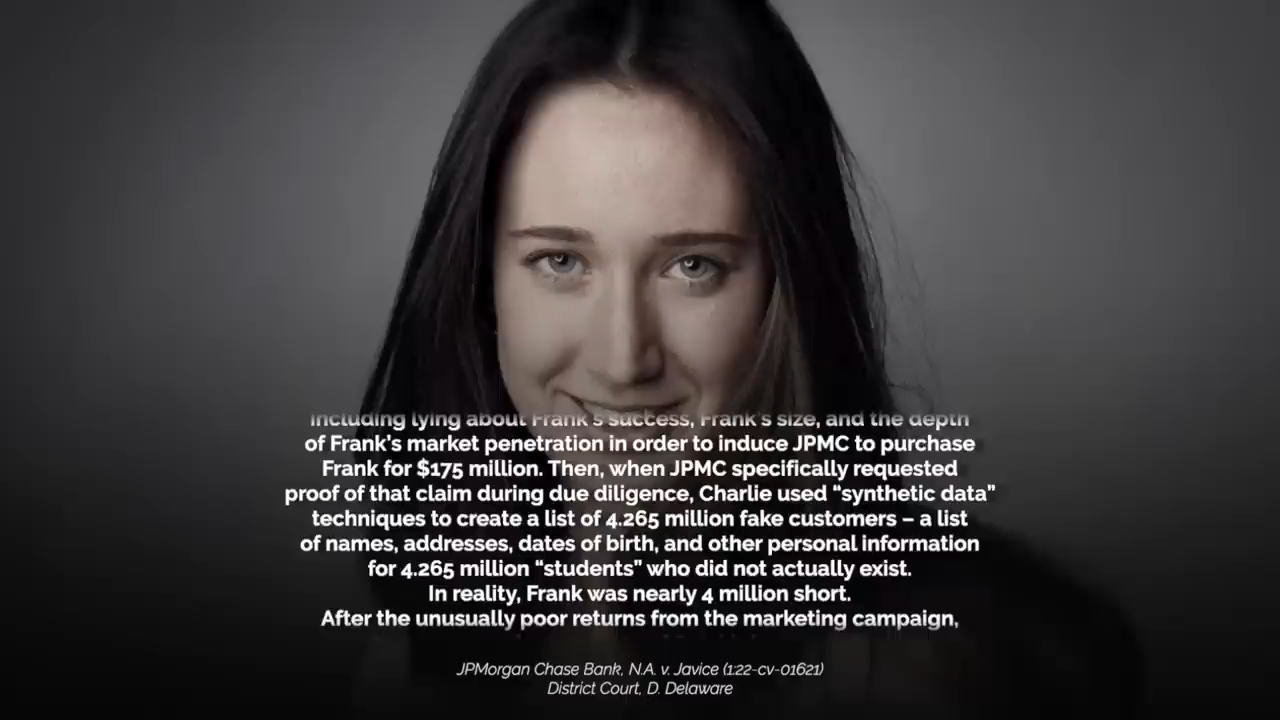 including lying about Frank's success, Frank's size, and the depth
of Frank's market penetration in order to induce JPMC to purchase
Frank for $175 million. Then, when JPMC specifically requested
proof of that claim during due diligence, Charlie used “synthetic data”
techniques to create a list of 4.265 million fake customers – a list
of names, addresses, dates of birth, and other personal information
for 4.265 million “students” who did not actually exist.
In reality, Frank was nearly 4 million short.
After the unusually poor returns from the marketing campaign,
JPMorgan Chase Bank, N.A. v. Javice (1:22-cv-01621)
District Court, D. Delaware